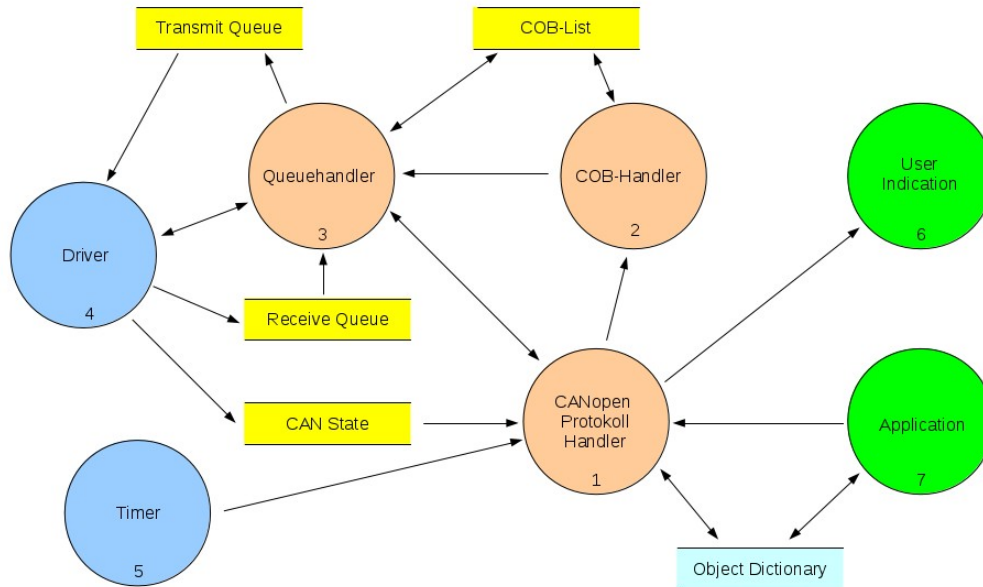 Transmit Queue
COB-List
Queuehandler
3
COB-Handler
2
User
Indication
6
Driver
4
Receive Queue
CAN State
CANopen
Protokoll
Handler
1
Application
7
Timer
5
Object Dictionary